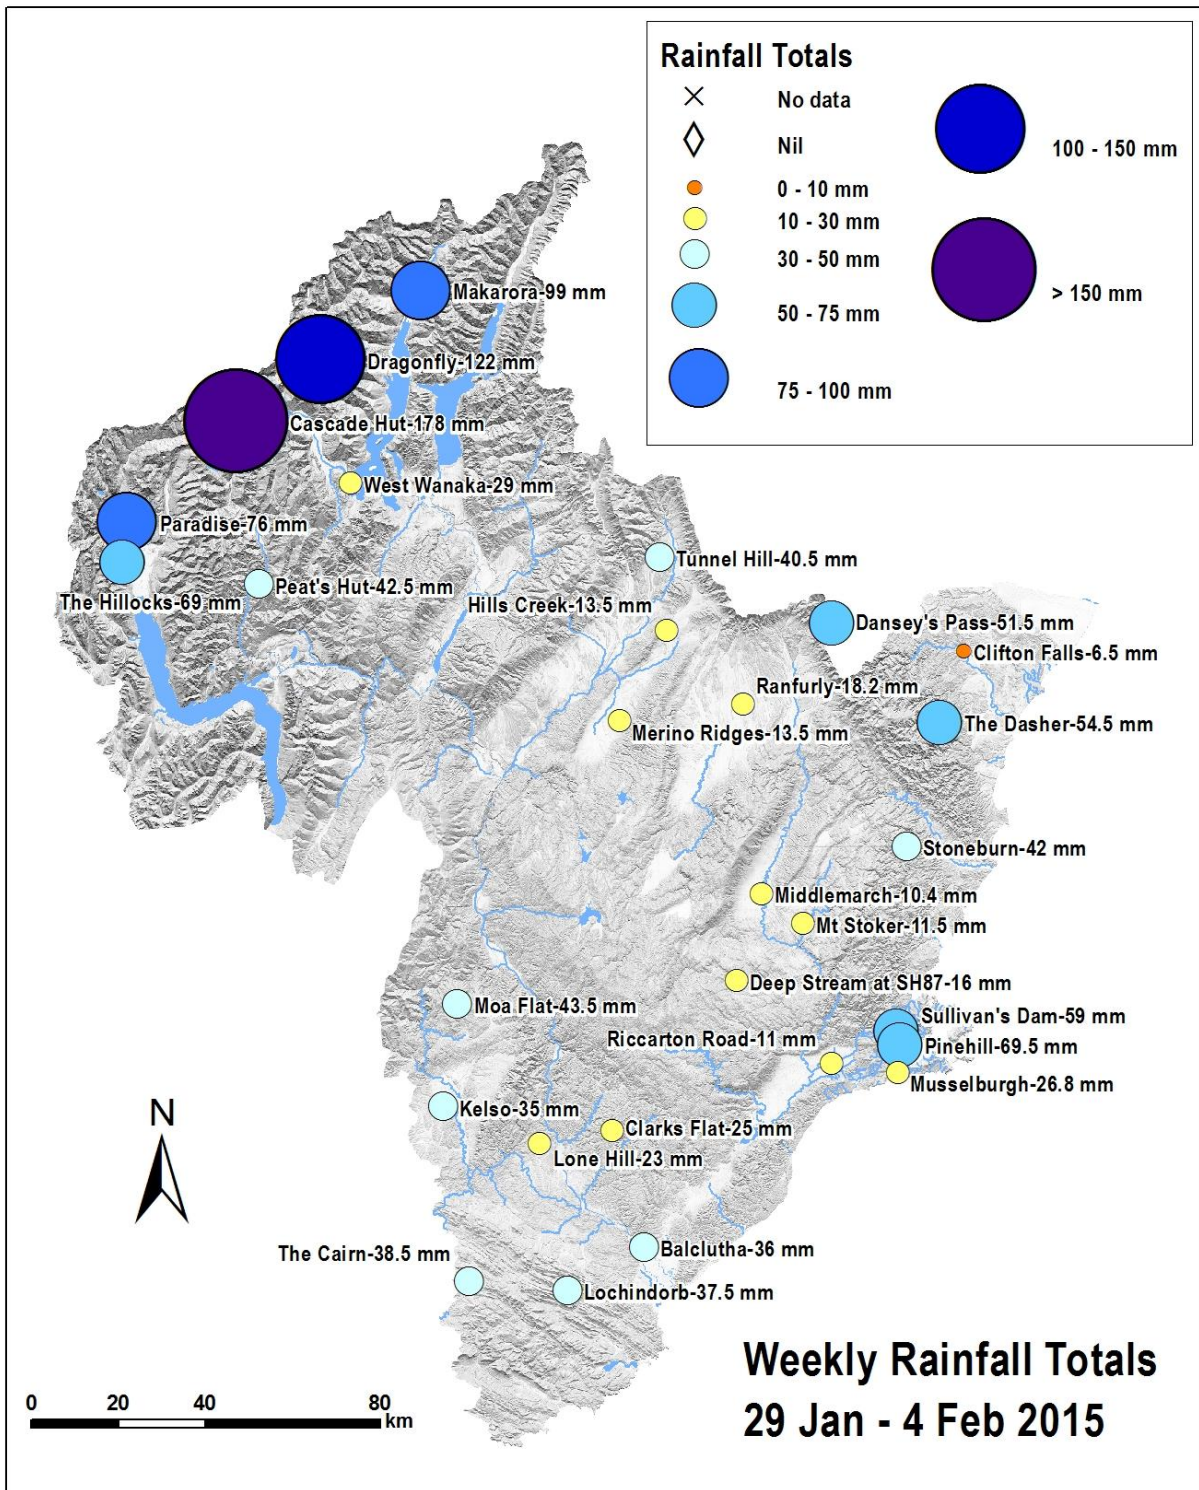 Rainfall Totals
No data
Nil
0 - 10 mm
10 - 30 mm
30 - 50 mm
50 - 75 mm
75 - 100 mm
100 - 150 mm
> 150 mm
Makarora-99 mm
Dragonfly-122 mm
Cascade Hut-178 mm
West Wanaka-29 mm
Paradise-76 mm
Tunnel Hill-40.5 mm
Peat's Hut-42.5 mm
The Hillocks-69 mm
Hills Creek-13.5 mm
Dansey's Pass-51.5 mm
Clifton Falls-6.5 mm
Ranfurly-18.2 mm
The Dasher-54.5 mm
Merino Ridges-13.5 mm
Stoneburn-42 mm
Middlemarch-10.4 mm
Mt Stoker-11.5 mm
Deep Stream at SH87-16 mm
Moa Flat-43.5 mm
Sullivan's Dam-59 mm
Riccarton Road-11 mm
Pinehill-69.5 mm
Musselburgh-26.8 mm
Kelso-35 mm
Clarks Flat-25 mm
Lone Hill-23 mm
N
The Cairn-38.5 mm
Balclutha-36 mm
Lochindorb-37.5 mm
Weekly Rainfall Totals
29 Jan - 4 Feb 2015
0 20 40 80
km